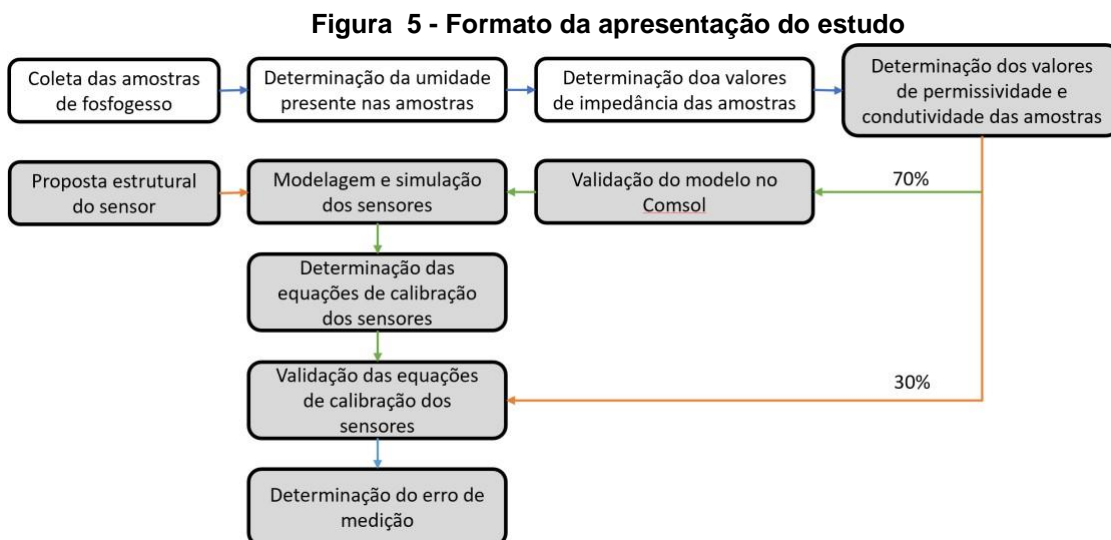 Figura 5 - Formato da apresentação do estudo
Coleta das amostras
de fosfogesso
Determinação da umidade
presente nas amostras
Determinação doa valores
de impedância das amostras
Determinação dos valores
de permissividade e
condutividade das amostras
Proposta estrutural
do sensor
Modelagem e simulação
dos sensores
Validação do modelo no
Comsol
70%
Determinação das
equações de calibração
dos sensores
Validação das equações
de calibração dos
sensores
30%
Determinação do erro de
medição